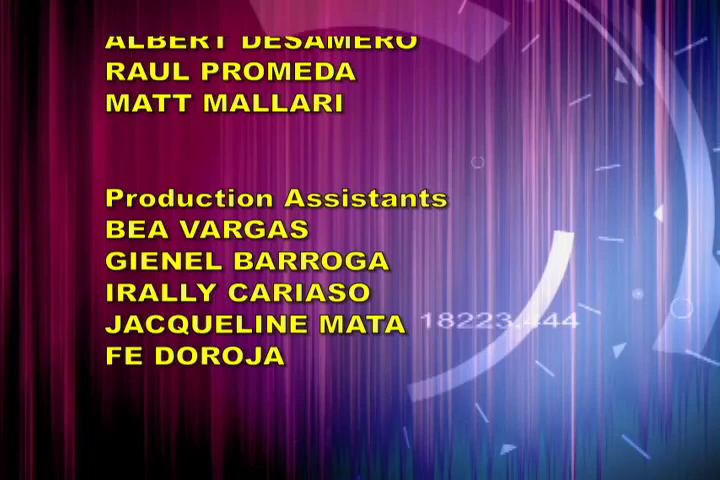 ALBERT DESAMERO
RAUL PROMEDA
MATT MALLARI
Production Assistants
BEA VARGAS
GIENEL BARROGA
IRALLY CARIASO
JACQUELINE MATA
FE DOROJA
18223.444